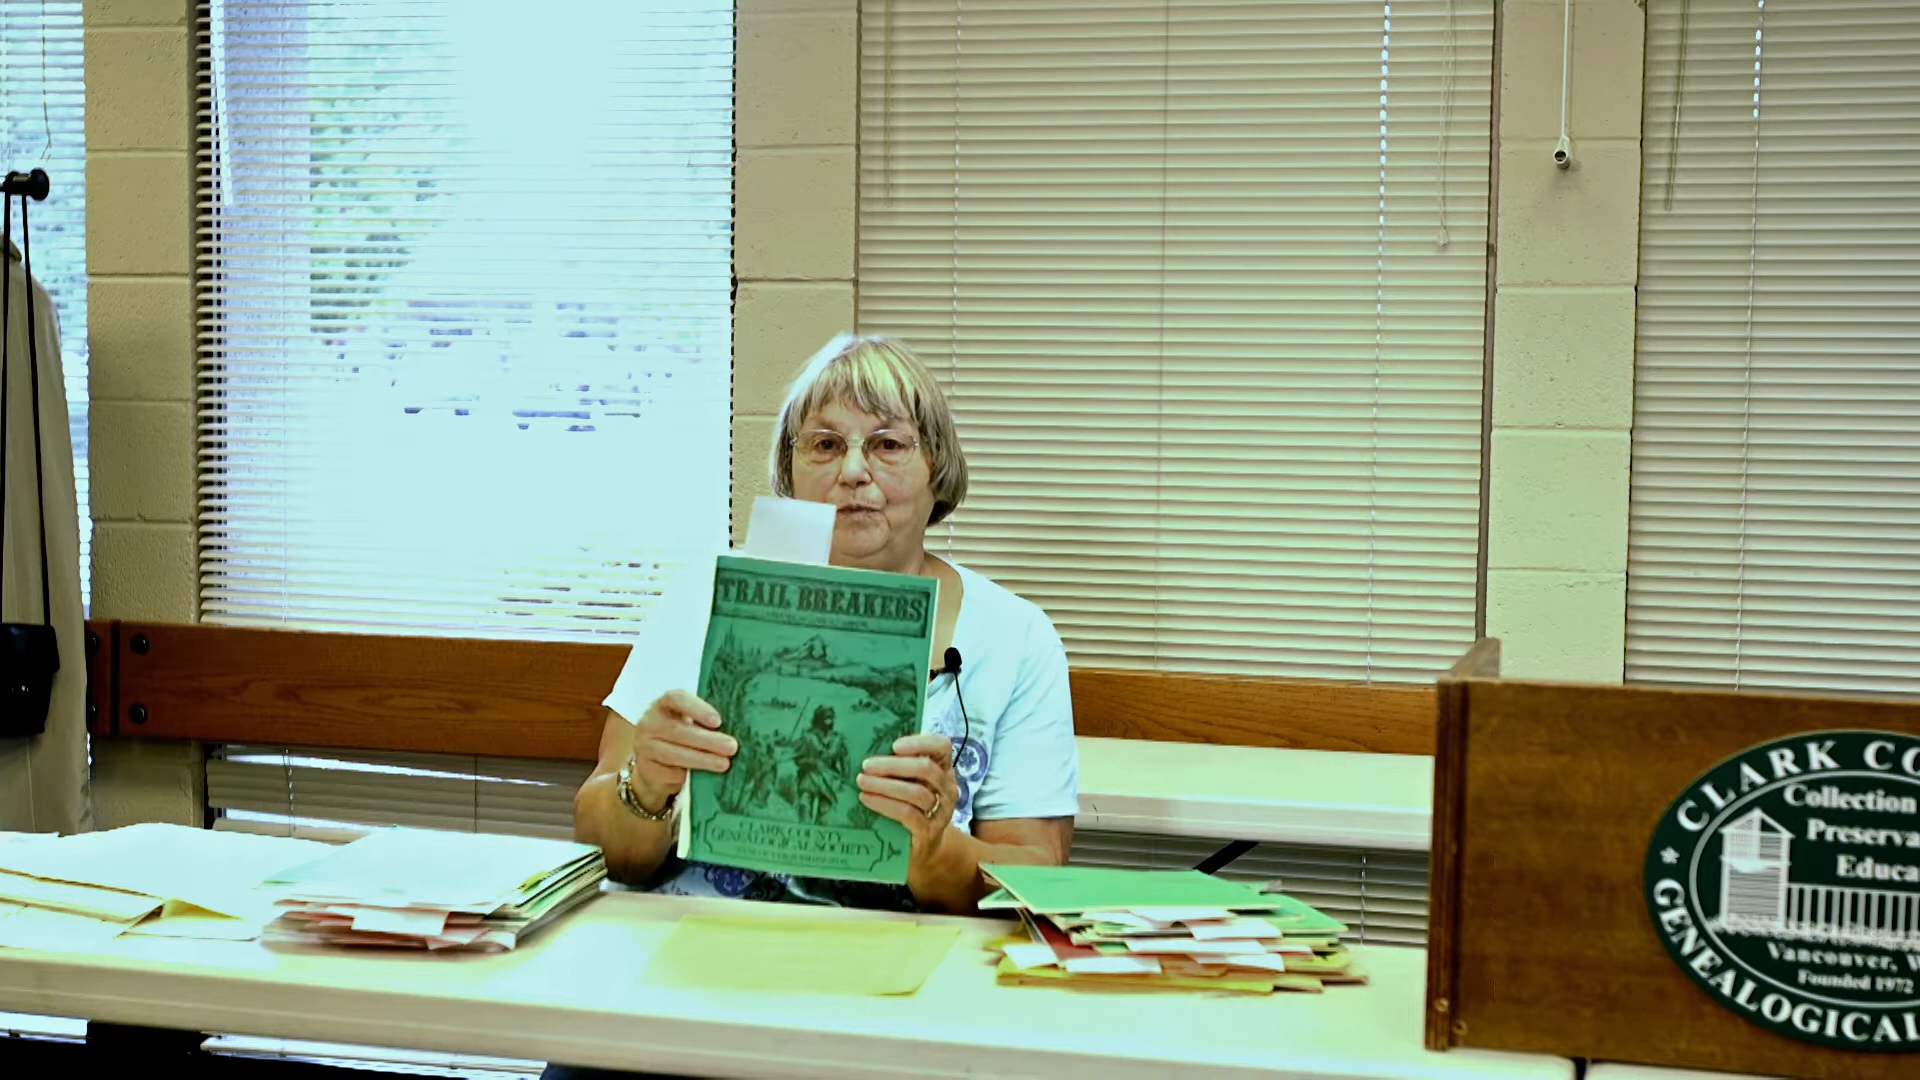 TRAIL BREAKERS
CLARK COUNTY
GENEALOGICAL SOCIETY
CLARK CO
Collection
Preserva
Educa
Vancouver, W
Founded 1972
GENEALOGICAL